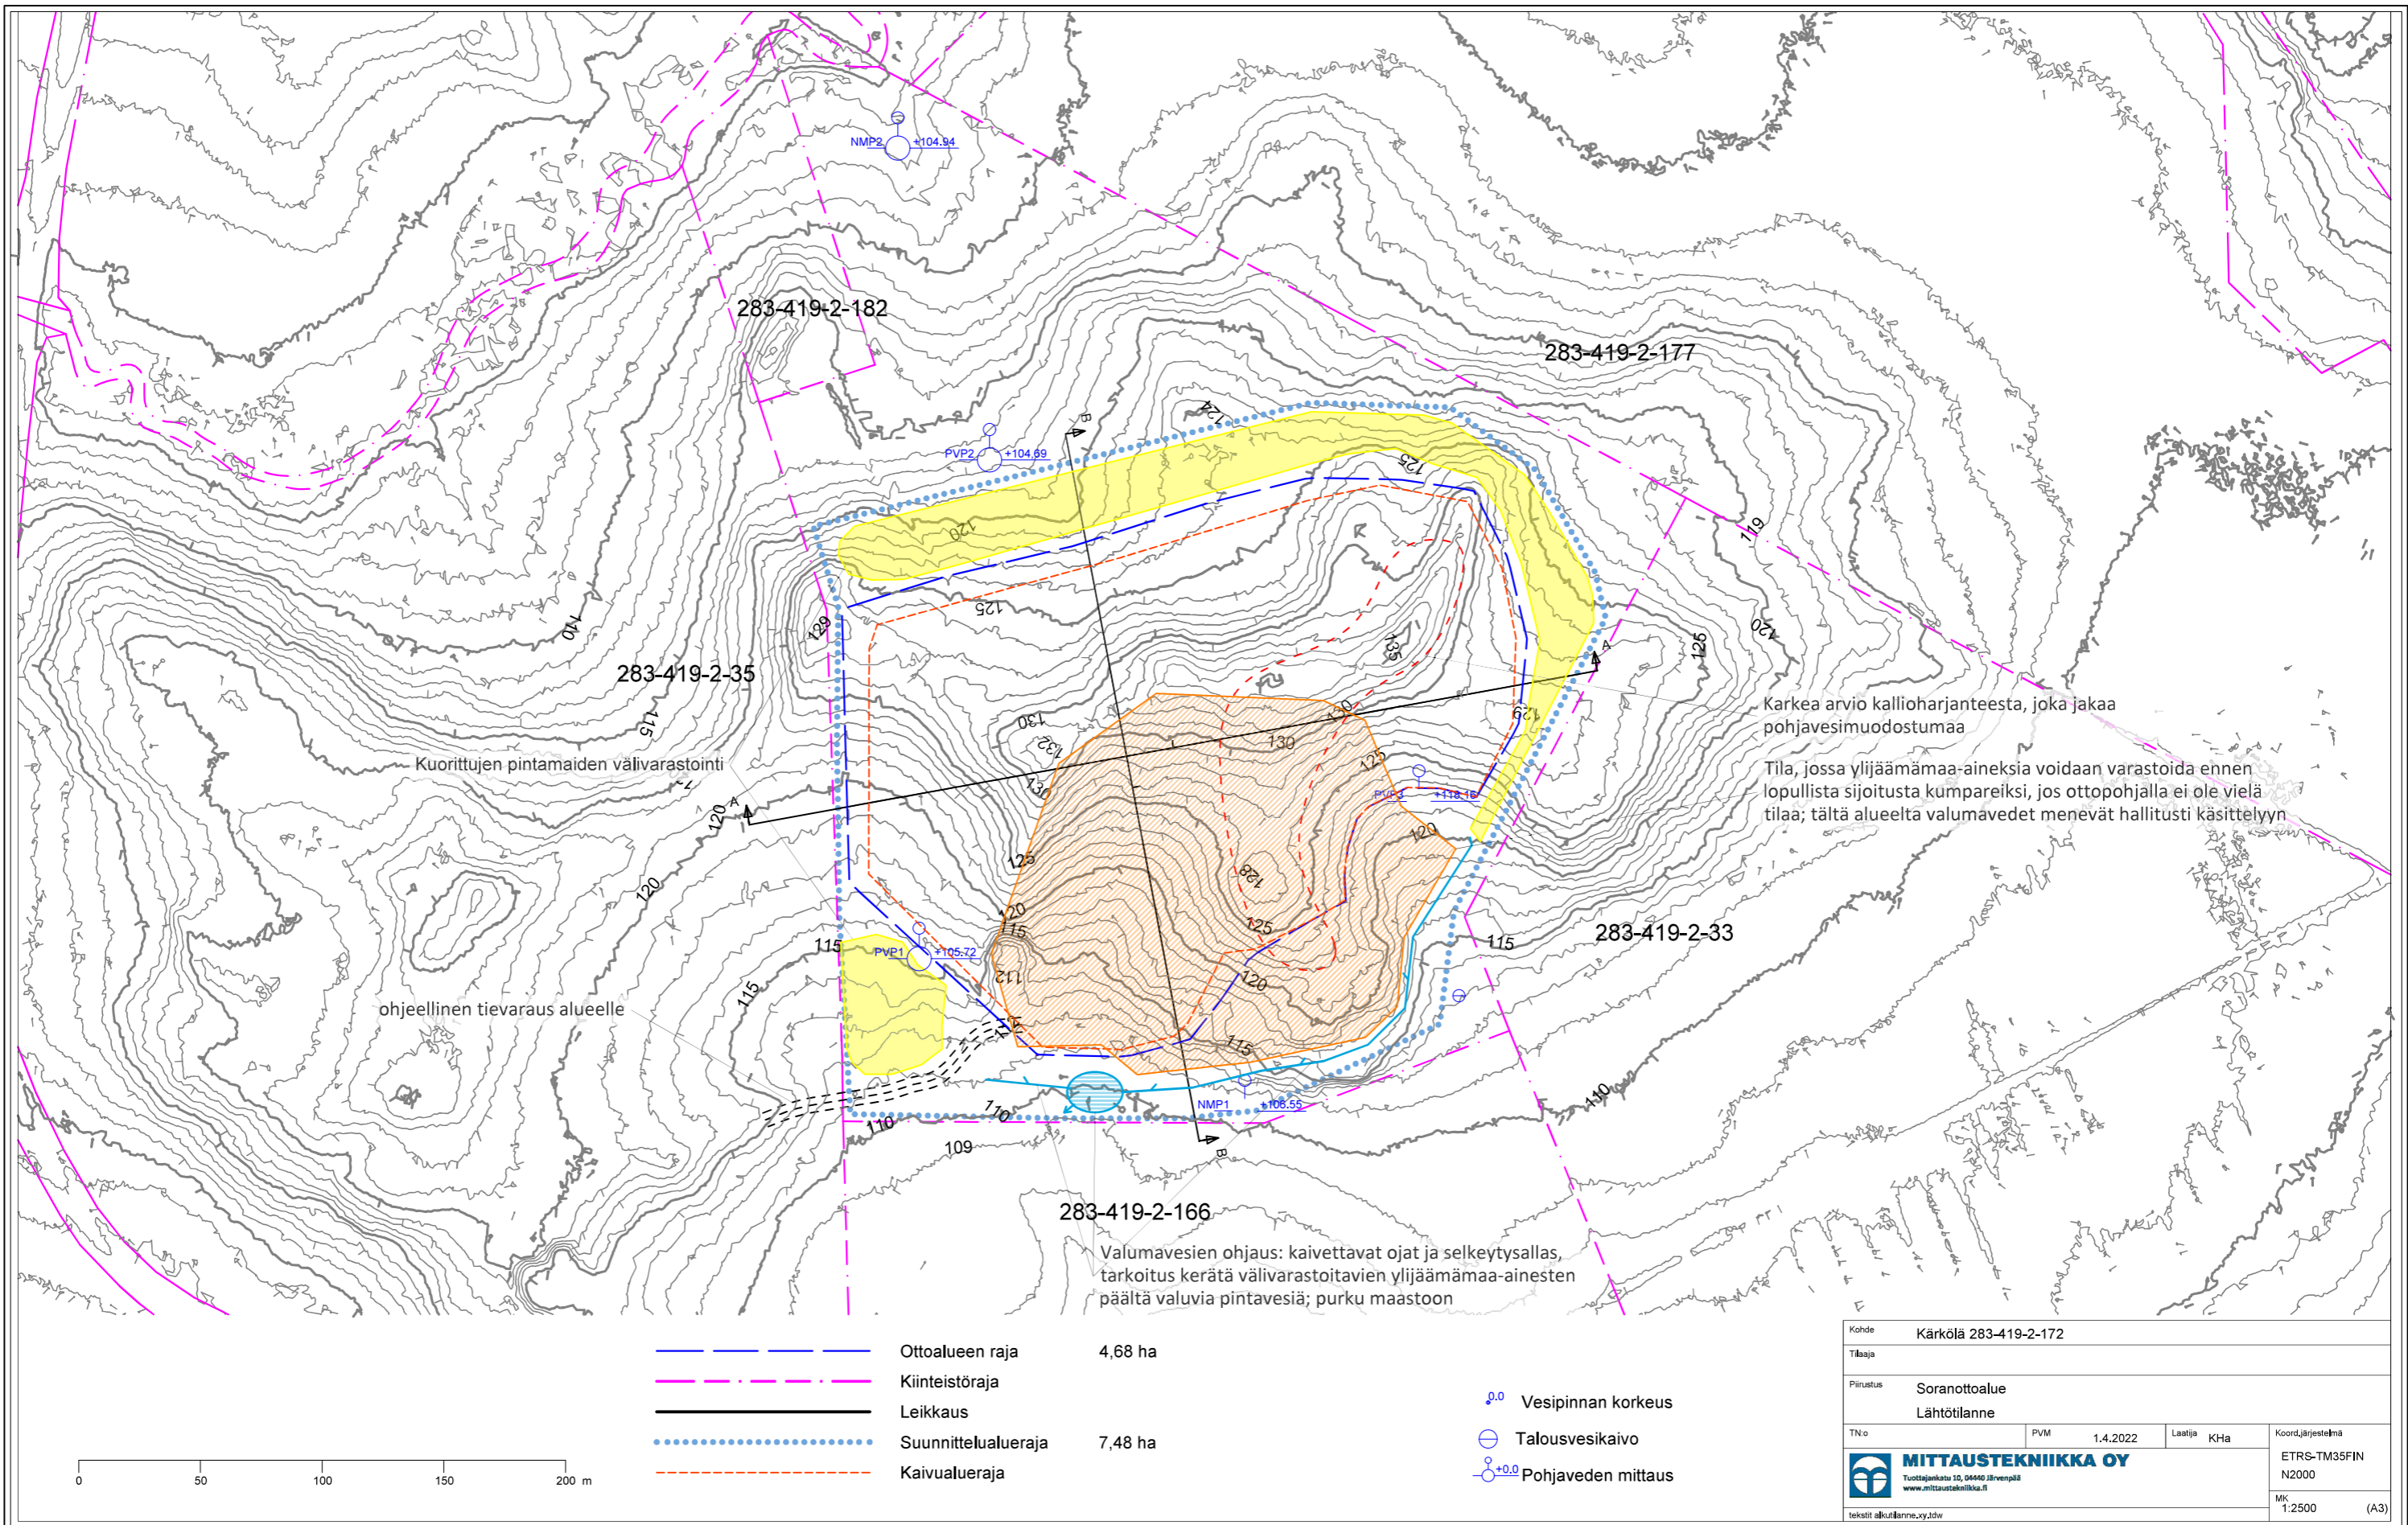 NMP2 +104.94
283-419-2-182
283-419-2-177
B
124
PVP2 +104.69
125
120
119
129
125
110
120
125
A
135
283-419-2-35
115
130
132
130
130
130
129
125
Karkea arvio kallioharjanteesta, joka jakaa
pohjavesimuodostumaa
Kuorittujen pintamaiden välivarastointi
Tila, jossa ylijäämämaa-aineksia voidaan varastoida ennen
lopullista sijoitusta kumpareiksi, jos ottopohjalla ei ole vielä
tilaa; tältä alueelta valumavedet menevät hallitusti käsittelyyn
A
120
PVP3 +118.16
120
125
128
120
120
115
125
115
PVP1 +105.72
115
283-419-2-33
112
120
115
ohjeellinen tievaraus alueelle
115
110
NMP1 +106.55
110
110
109
B
283-419-2-166
Valumavesien ohjaus: kaivettavat ojat ja selkeytysallas,
tarkoitus kerätä välivarastoitavien ylijäämämaa-ainesten
päältä valuvia pintavesiä; purku maastoon
Ottoalueen raja 4,68 ha
Kiinteistöraja
Leikkaus
Suunnittelualueraja 7,48 ha
Kaivualueraja
0 50 100 150 200 m
0.0 Vesipinnan korkeus
Talousvesikaivo
+0.0 Pohjaveden mittaus
Kohde Kärkölä 283-419-2-172
Tilaaja
Piirustus Soranottoalue
Lähtötilanne
TN:o PVM 1.4.2022 Laatija KHa Koord.järjestelmä
ETRS-TM35FIN
N2000
MITTAUSTEKNIIKKA OY
Tuottajankatu 10, 04440 Järvenpää
www.mittaustekniikka.fi
MK
1:2500 (A3)
tekstit alkutilanne.xy,tdw